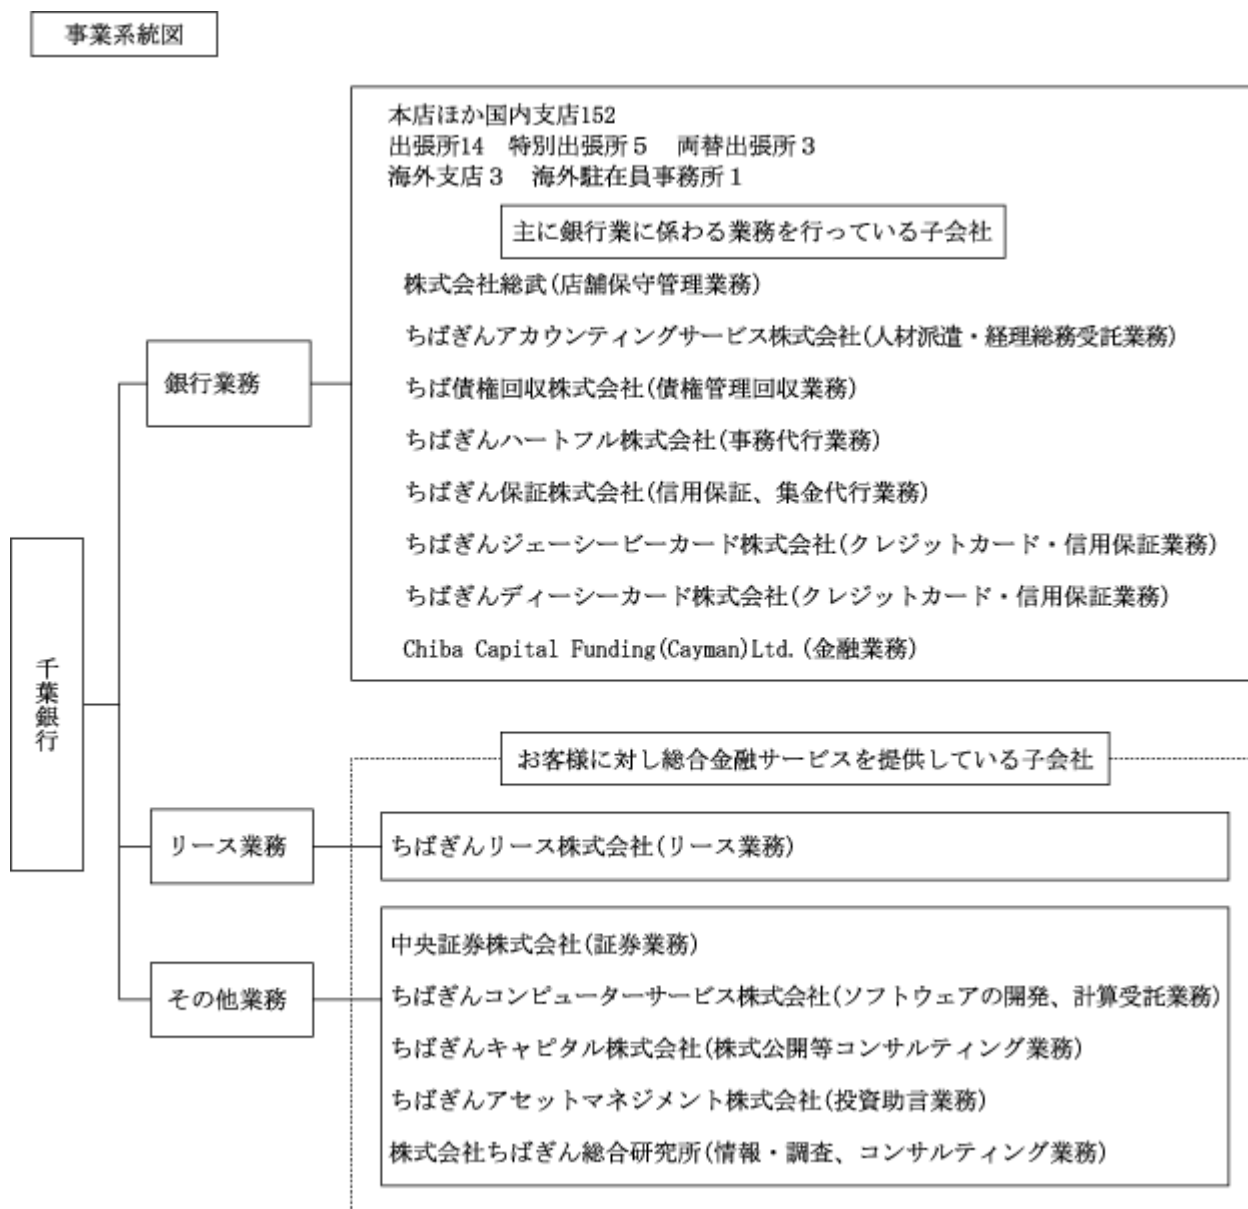 事業系統図
本店ほか国内支店152
出張所14　特別出張所５　両替出張所３
海外支店３　海外駐在員事務所１
主に銀行業に係わる業務を行っている子会社
株式会社総武(店舗保守管理業務)
ちばぎんアカウンティングサービス株式会社(人材派遣・経理総務受託業務)
銀行業務
ちば債権回収株式会社(債権管理回収業務)
ちばぎんハートフル株式会社(事務代行業務)
ちばぎん保証株式会社(信用保証、集金代行業務)
ちばぎんジェーシービーカード株式会社(クレジットカード・信用保証業務)
ちばぎんディーシーカード株式会社(クレジットカード・信用保証業務)
Chiba Capital Funding(Cayman)Ltd.(金融業務)
千葉銀行
お客様に対し総合金融サービスを提供している子会社
リース業務
ちばぎんリース株式会社(リース業務)
その他業務
中央証券株式会社(証券業務)
ちばぎんコンピューターサービス株式会社(ソフトウェアの開発、計算受託業務)
ちばぎんキャピタル株式会社(株式公開等コンサルティング業務)
ちばぎんアセットマネジメント株式会社(投資助言業務)
株式会社ちばぎん総合研究所(情報・調査、コンサルティング業務)